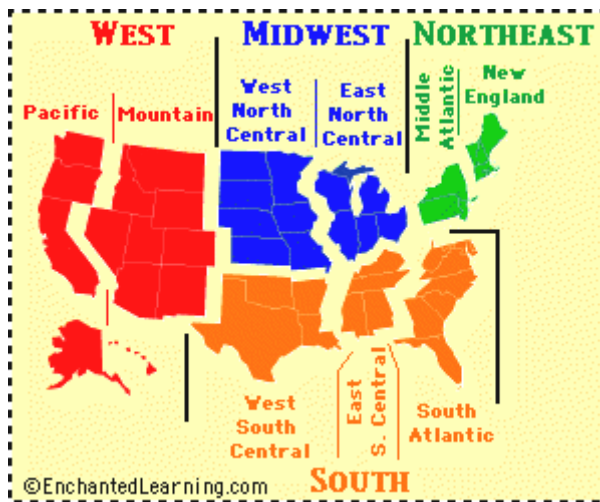 WEST
MIDWEST
NORTHEAST
Pacific
Mountain
West
North
Central
East
North
Central
Middle
Atlantic
New
England
West
South
Central
East
S. Central
South
Atlantic
SOUTH
©EnchantedLearning.com